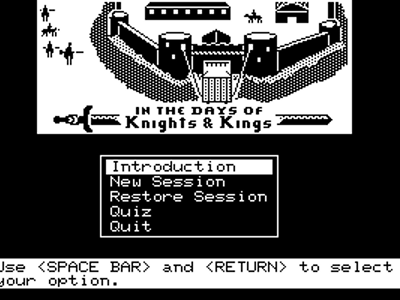 IN THE DAYS OF
Knights & Kings
Introduction
New Session
Restore Session
Quiz
Quit
Use <SPACE BAR> and <RETURN> to select
your option.